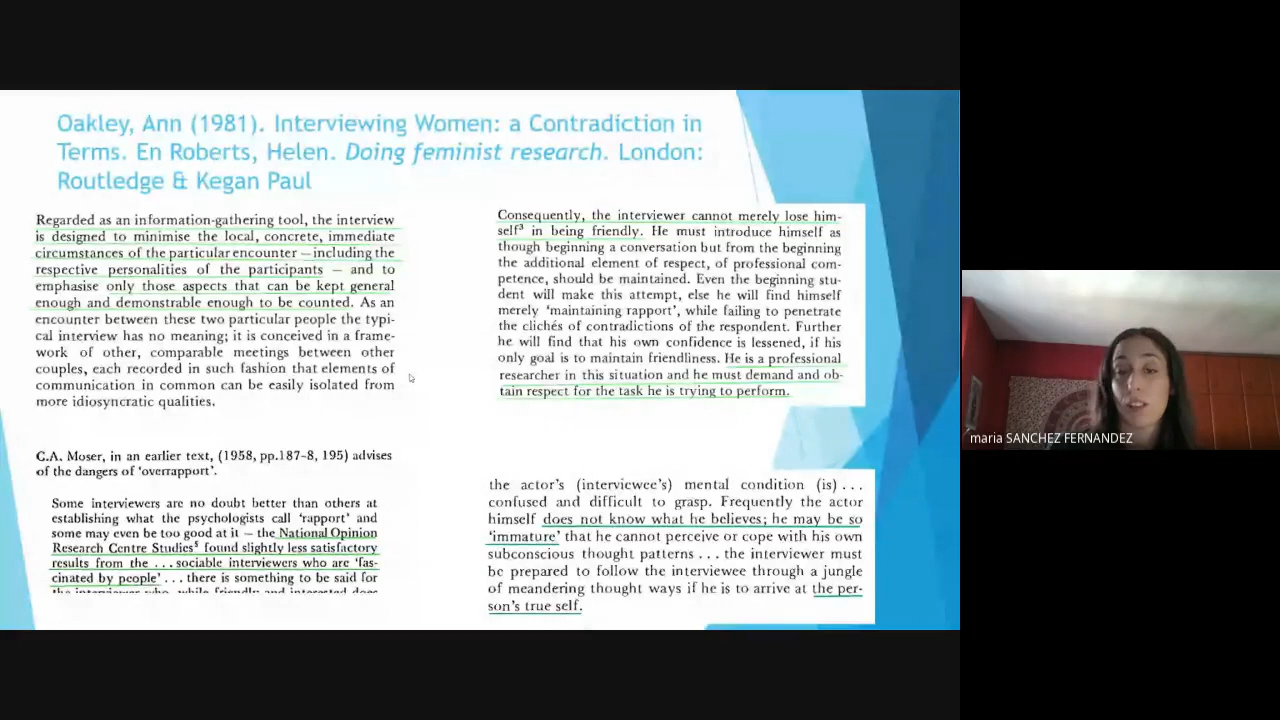 Oakley, Ann (1981). Interviewing Women: a Contradiction in
Terms. En Roberts, Helen. Doing feminist research. London:
Routledge & Kegan Paul
Regarded as an information-gathering tool, the interview
is designed to minimise the local, concrete, immediate
circumstances of the particular encounter – including the
respective personalities of the participants – and to
emphasise only those aspects that can be kept general
enough and demonstrable enough to be counted. As an
encounter between these two particular people the typi-
cal interview has no meaning; it is conceived in a frame-
work of other, comparable meetings between other
couples, each recorded in such fashion that elements of
communication in common can be easily isolated from
more idiosyncratic qualities.
C.A. Moser, in an earlier text, (1958, pp.187–8, 195) advises
of the dangers of 'overrapport'.
Some interviewers are no doubt better than others at
establishing what the psychologists call 'rapport' and
some may even be too good at it – the National Opinion
Research Centre Studies⁵ found slightly less satisfactory
results from the ... sociable interviewers who are 'fas-
cinated by people' ... there is something to be said for
the interviewer who, while friendly and interested does
Consequently, the interviewer cannot merely lose him-
self³ in being friendly. He must introduce himself as
though beginning a conversation but from the beginning
the additional element of respect, of professional com-
petence, should be maintained. Even the beginning stu-
dent will make this attempt, else he will find himself
merely 'maintaining rapport', while failing to penetrate
the clichés of contradictions of the respondent. Further
he will find that his own confidence is lessened, if his
only goal is to maintain friendliness. He is a professional
researcher in this situation and he must demand and ob-
tain respect for the task he is trying to perform.
the actor's (interviewee's) mental condition (is) ...
confused and difficult to grasp. Frequently the actor
himself does not know what he believes; he may be so
'immature' that he cannot perceive or cope with his own
subconscious thought patterns ... the interviewer must
be prepared to follow the interviewee through a jungle
of meandering thought ways if he is to arrive at the per-
son's true self.
maria SANCHEZ FERNANDEZ